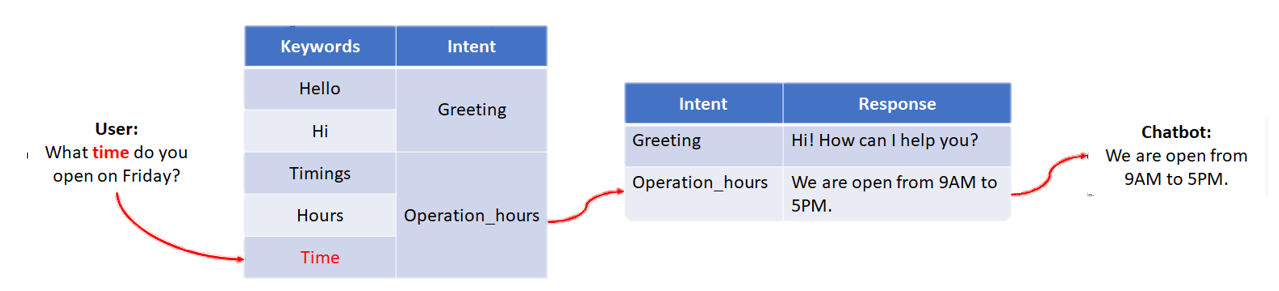 User:
What time do you
open on Friday?
Keywords Intent
Hello
Greeting
Hi
Timings
Hours
Operation_hours
Time
Intent Response
Greeting Hi! How can I help you?
Operation_hours We are open from 9AM to
5PM.
Chatbot:
We are open from
9AM to 5PM.